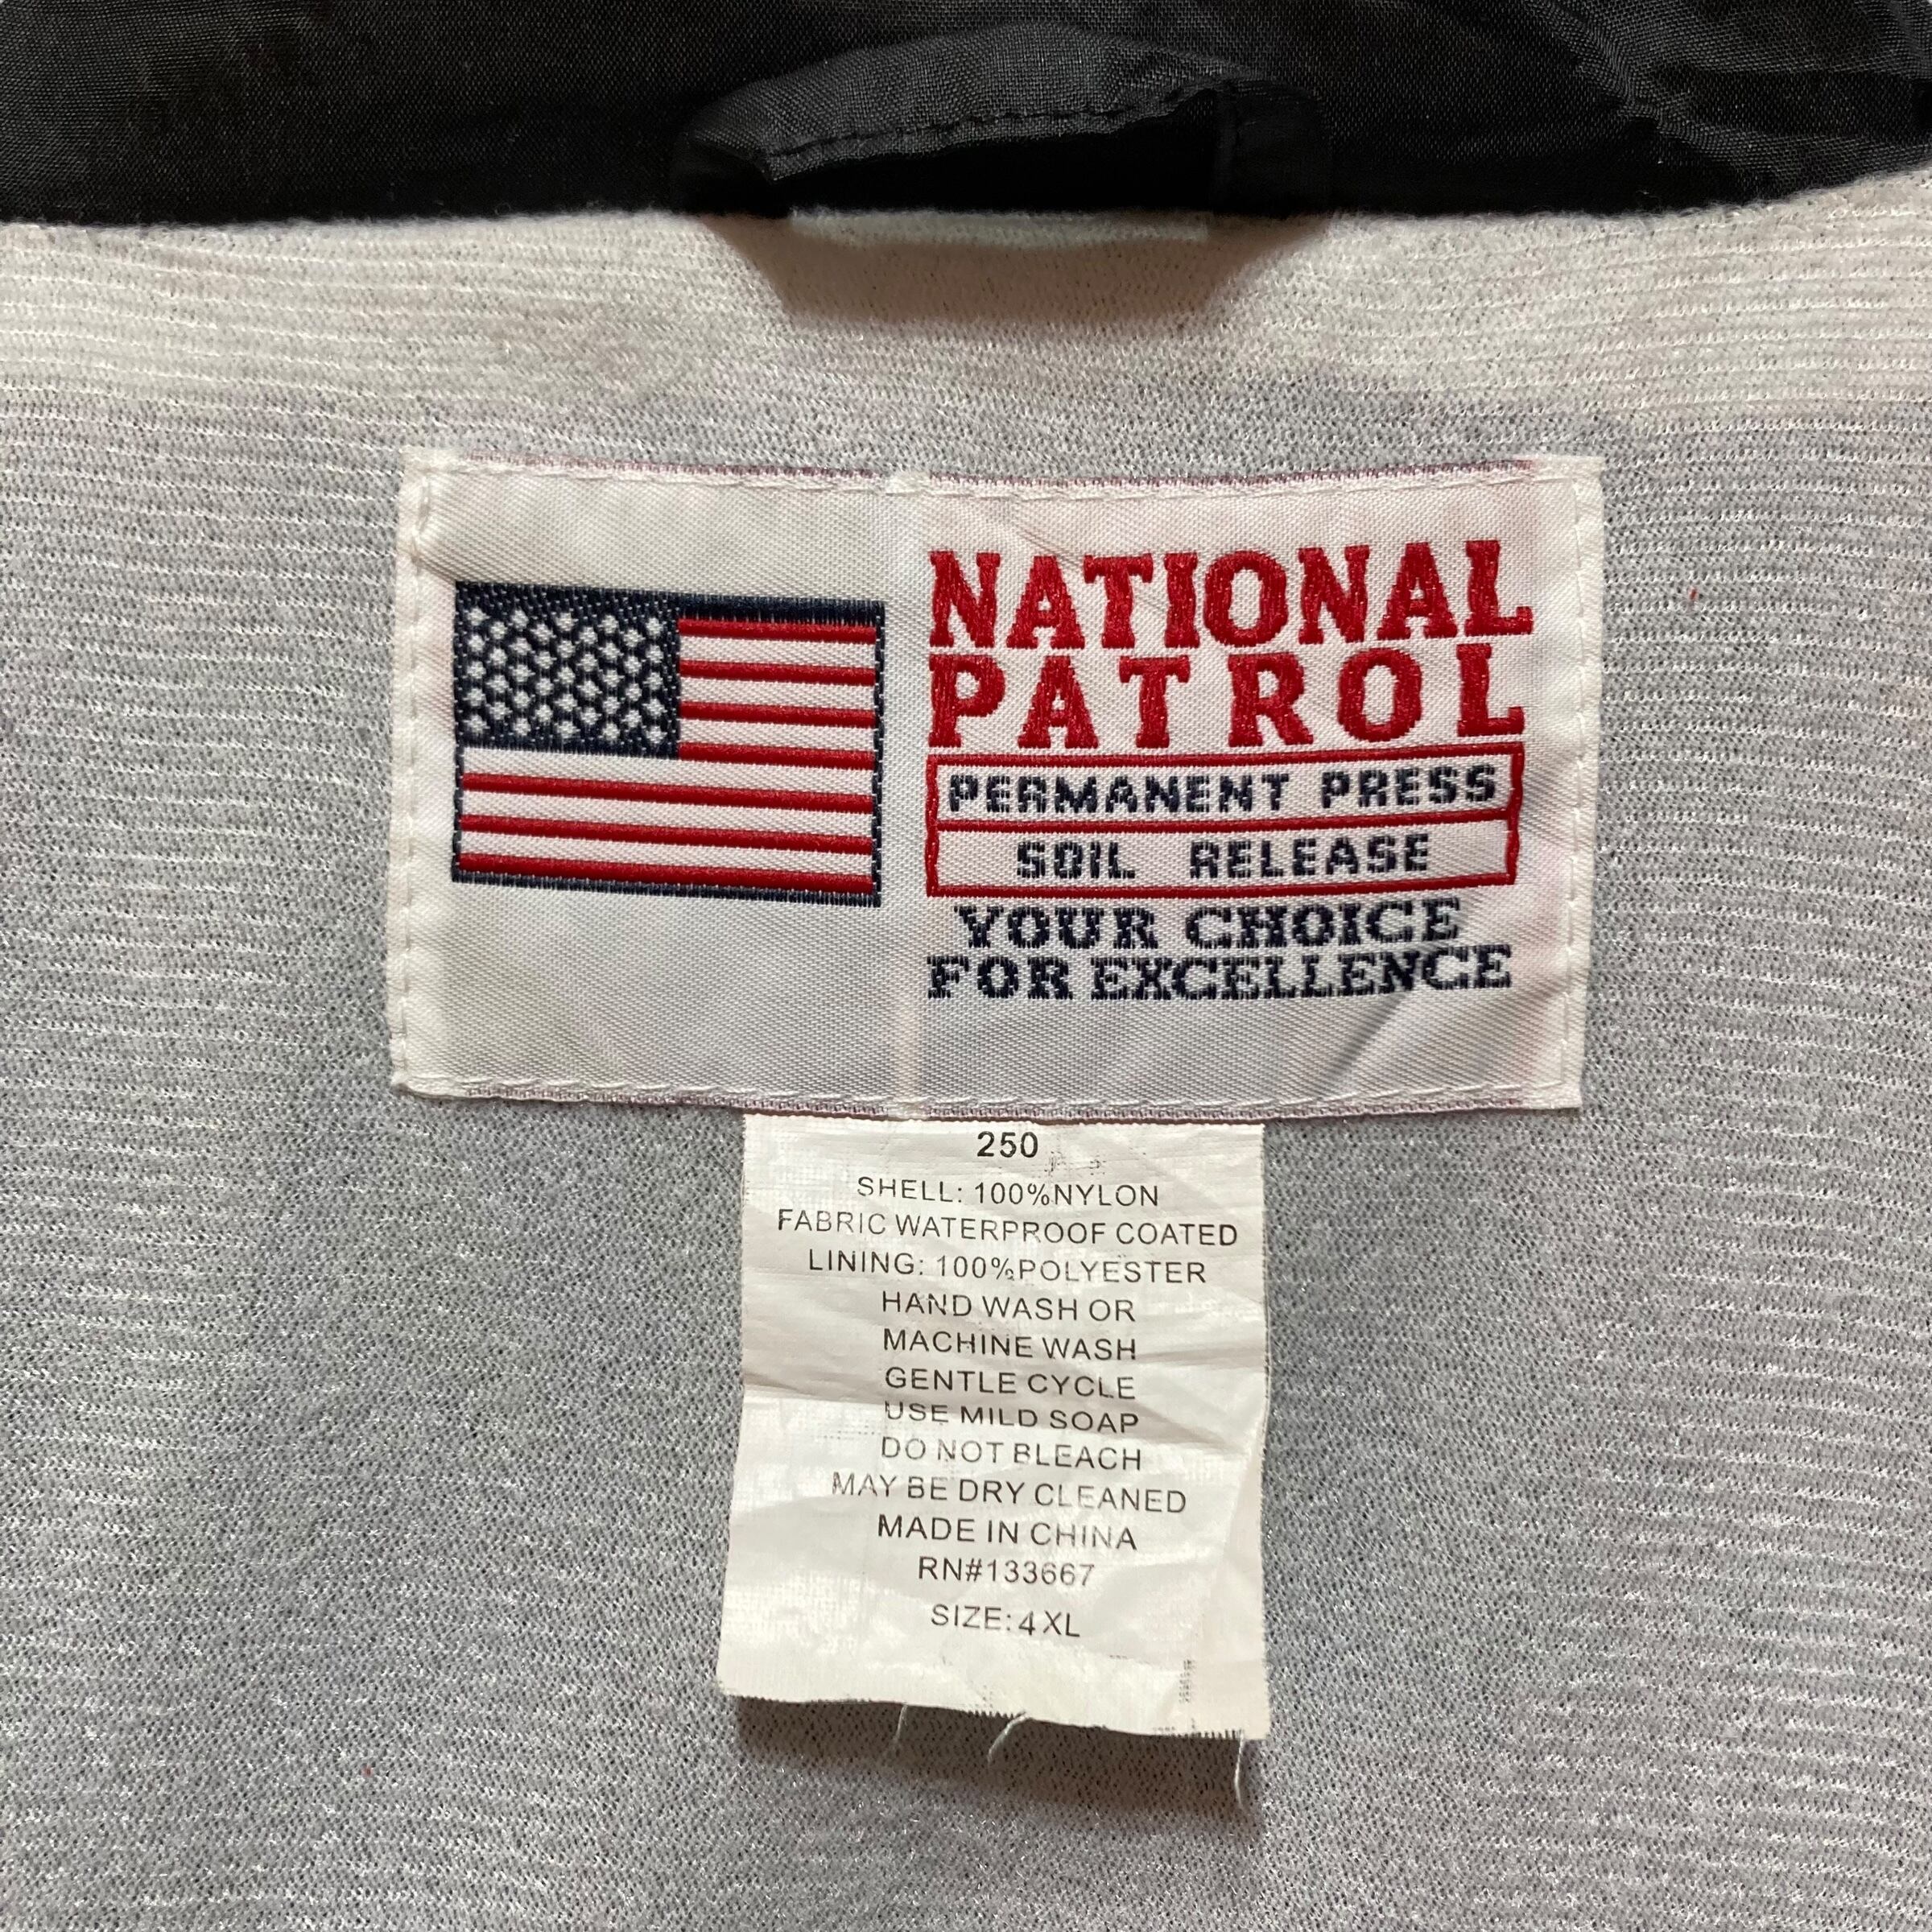 NATIONAL
PATROL
PERMANENT PRESS
SOIL RELEASE
YOUR CHOICE
FOR EXCELLENCE
250
SHELL: 100%NYLON
FABRIC WATERPROOF COATED
LINING: 100%POLYESTER
HAND WASH OR
MACHINE WASH
GENTLE CYCLE
USE MILD SOAP
DO NOT BLEACH
MAY BE DRY CLEANED
MADE IN CHINA
RN#133667
SIZE: 4XL